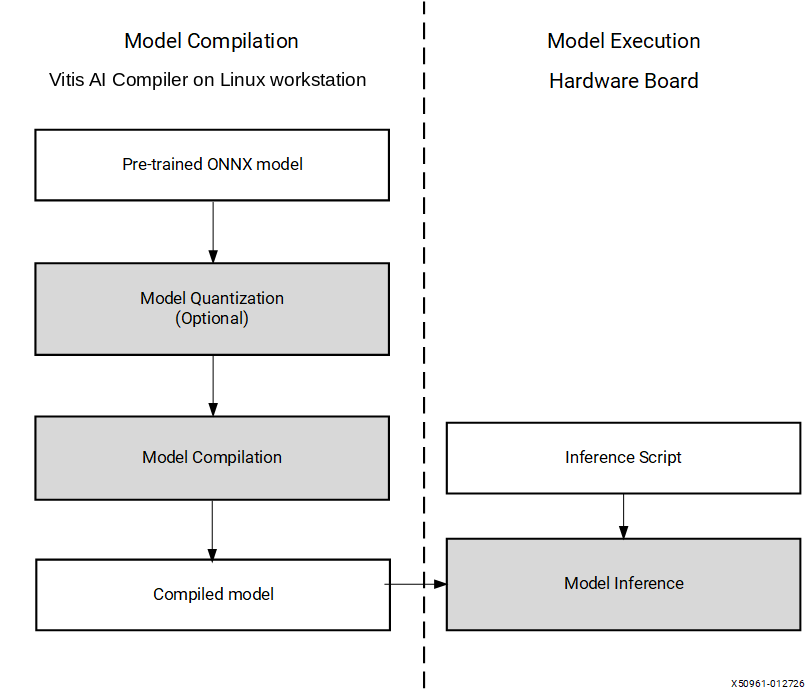 Model Compilation
Vitis AI Compiler on Linux workstation
Pre-trained ONNX model
Model Quantization
(Optional)
Model Compilation
Compiled model
Model Execution
Hardware Board
Inference Script
Model Inference
X50961-012726